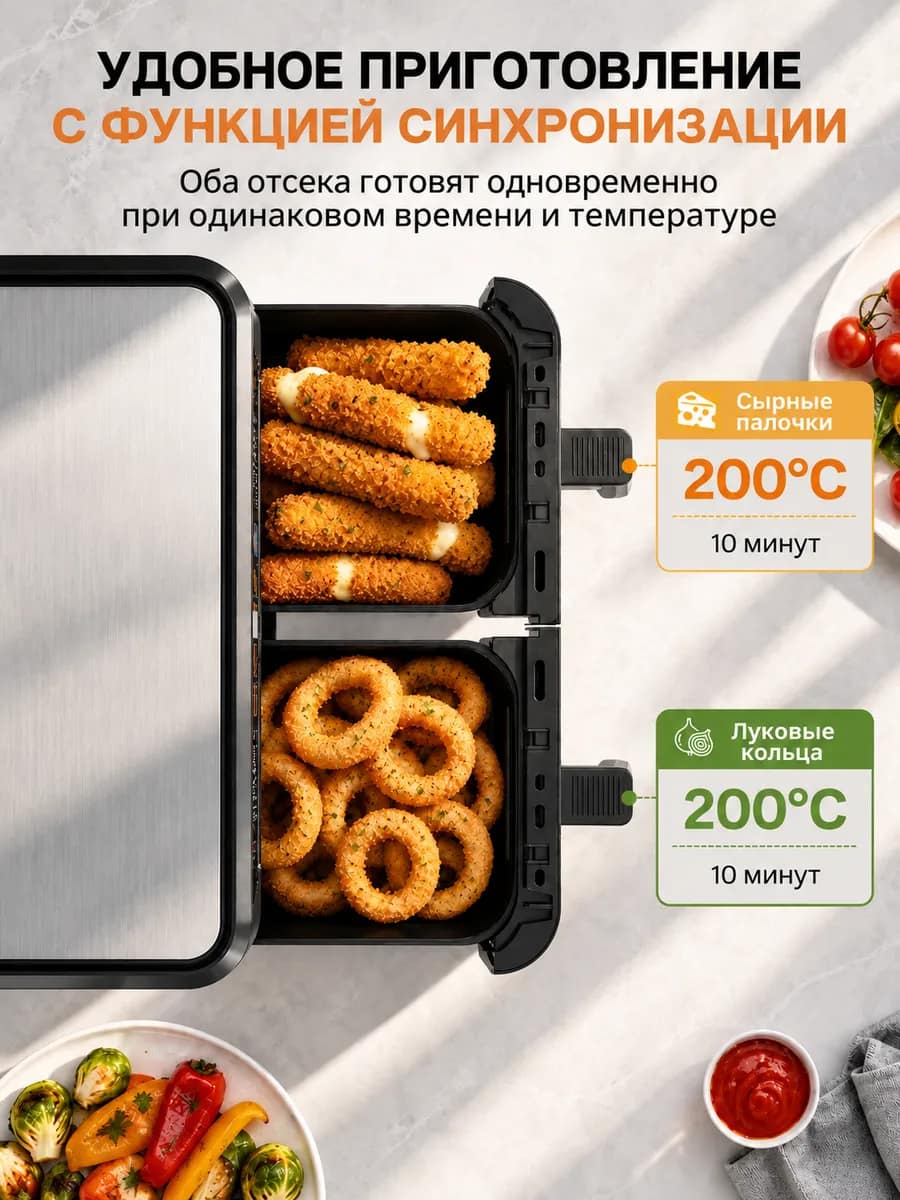 УДОБНОЕ ПРИГОТОВЛЕНИЕ
С ФУНКЦИЕЙ СИНХРОНИЗАЦИИ
Оба отсека готовят одновременно
при одинаковом времени и температуре
Сырные
палочки
200°C
10 минут
Луковые
кольца
200°C
10 минут